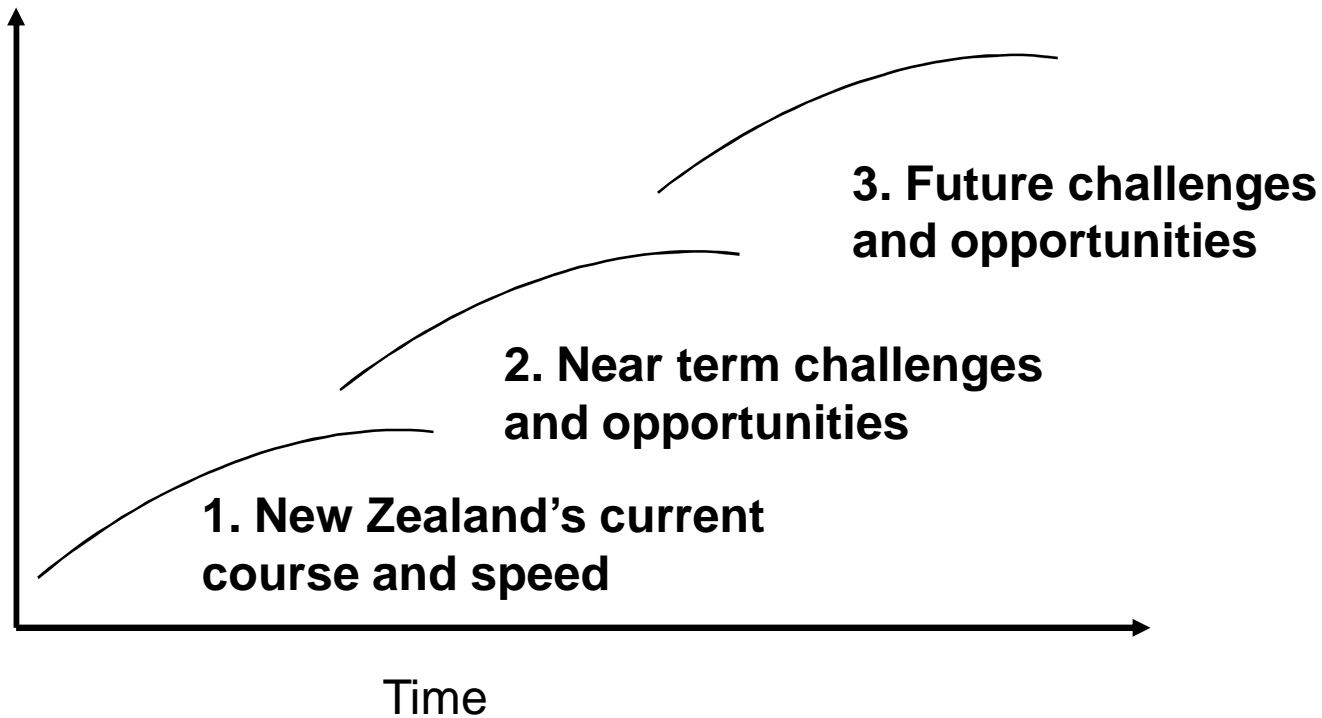 3. Future challenges
and opportunities
2. Near term challenges
and opportunities
1. New Zealand’s current
course and speed
Time